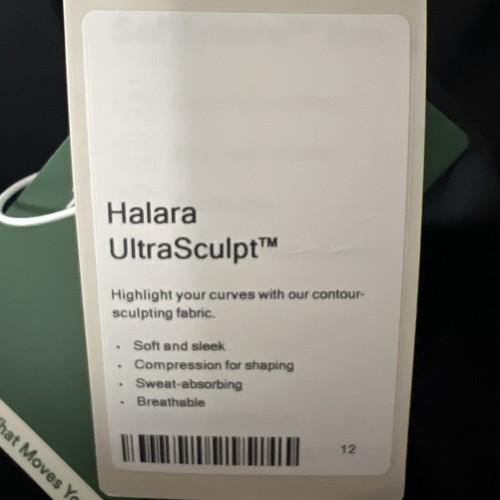 Halara
UltraSculpt™
Highlight your curves with our contour-
sculpting fabric.
· Soft and sleek
· Compression for shaping
· Sweat-absorbing
· Breathable
12
hat Moves Yo